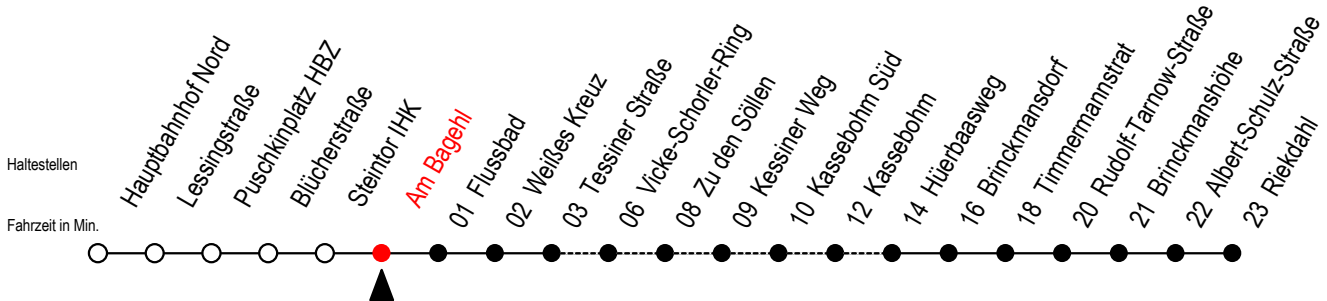 Haltestellen
Hauptbahnhof Nord
Lessingstraße
Puschkinplatz HBZ
Blücherstraße
Steintor IHK
Am Bagehl
01 Flussbad
02 Weißes Kreuz
03 Tessiner Straße
06 Vicke-Schorler-Ring
08 Zu den Söllen
09 Kessiner Weg
10 Kassebohm Süd
12 Kassebohm
14 Hüerbaasweg
16 Brinckmansdorf
18 Timmermannstrat
20 Rudolf-Tarnow-Straße
21 Brinckmanshöhe
22 Albert-Schulz-Straße
23 Riekdahl
Fahrzeit in Min.